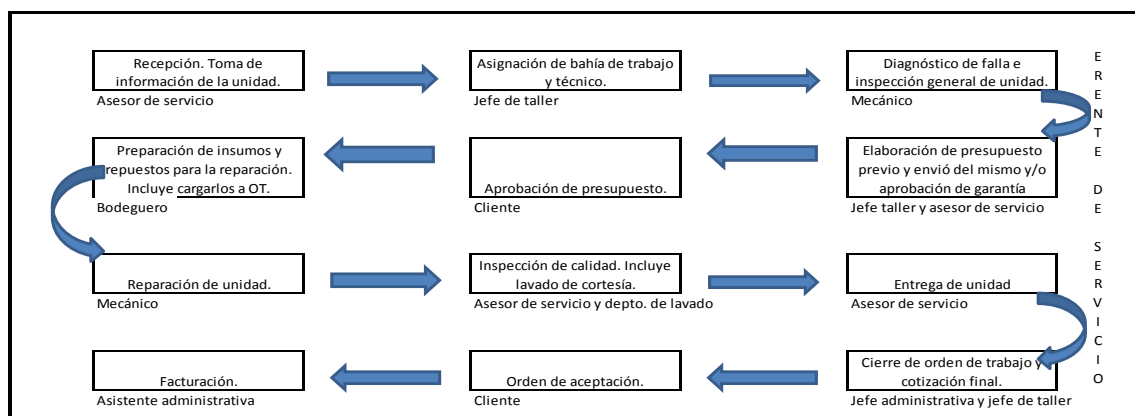 Recepción. Toma de
información de la unidad.
Asesor de servicio
Asignación de bahía de trabajo
y técnico.
Jefe de taller
Diagnóstico de falla e
inspección general de unidad.
Mecánico
Elaboración de presupuesto
previo y envió del mismo y/o
aprobación de garantía
Jefe taller y asesor de servicio
Aprobación de presupuesto.
Cliente
Preparación de insumos y
repuestos para la reparación.
Incluye cargarlos a OT.
Bodeguero
Reparación de unidad.
Mecánico
Inspección de calidad. Incluye
lavado de cortesía.
Asesor de servicio y depto. de lavado
Entrega de unidad
Asesor de servicio
Cierre de orden de trabajo y
cotización final.
Jefe administrativa y jefe de taller
Orden de aceptación.
Cliente
Facturación.
Asistente administrativa
ERENTE DE SERVICIO